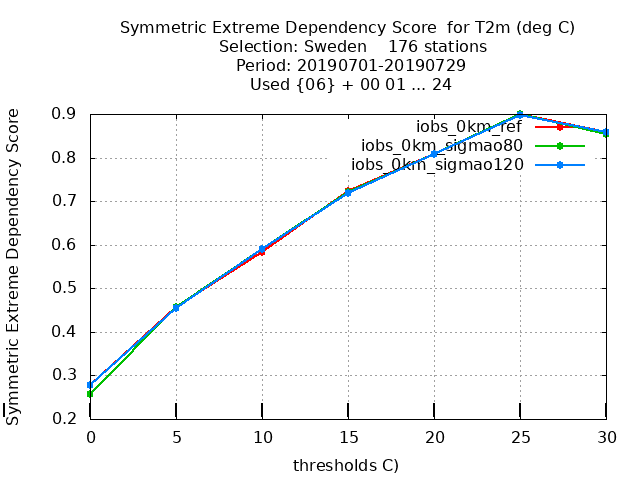 Symmetric Extreme Dependency Score  for T2m (deg C)
Selection: Sweden    176 stations
Period: 20190701-20190729
Used {06} + 00 01 ... 24
Symmetric Extreme Dependency Score
0.9
0.8
0.7
0.6
0.5
0.4
0.3
0.2
iobs_0km_ref
iobs_0km_sigmao80
iobs_0km_sigmao120
0 5 10 15 20 25 30
thresholds C)